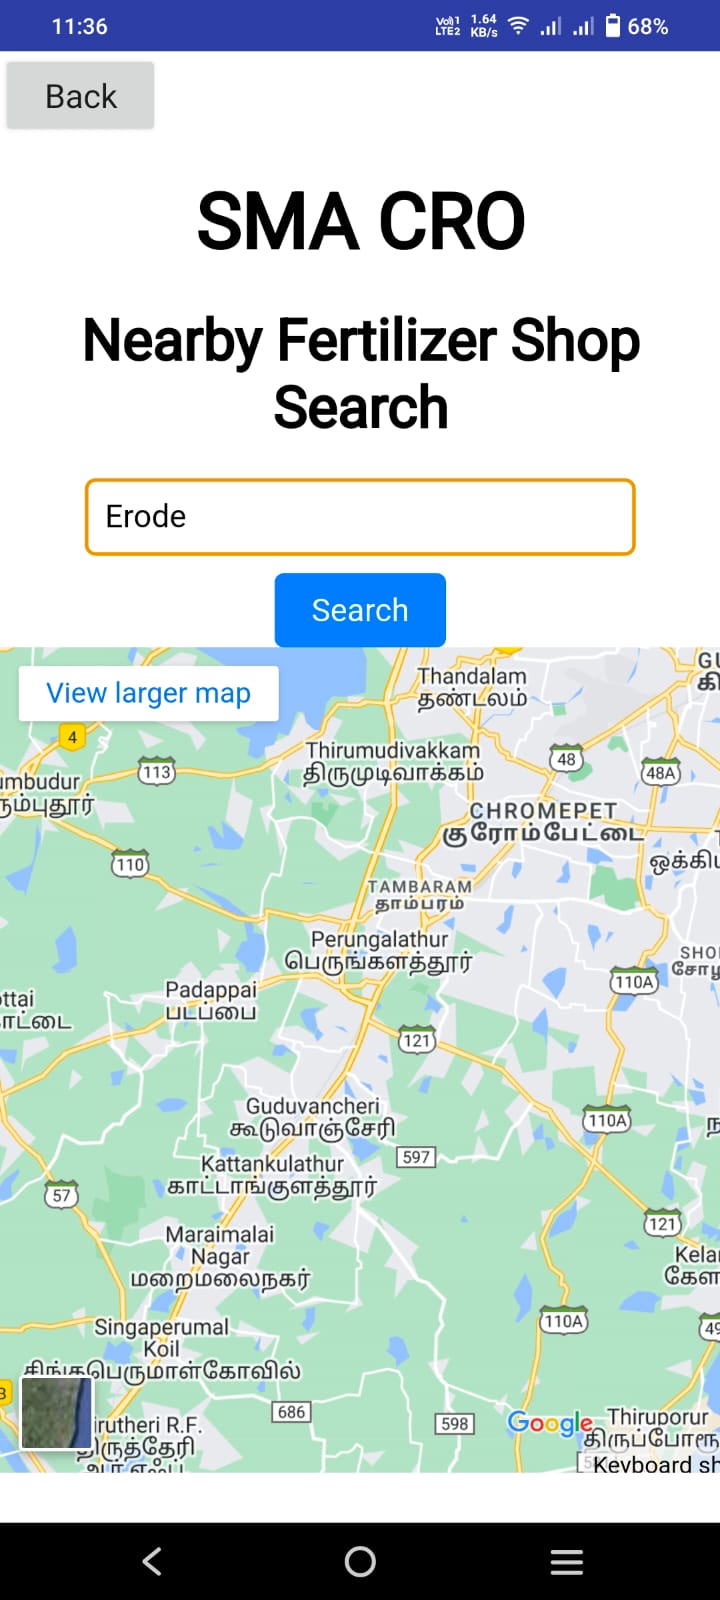 11:36
Vo)) 1
LTE2
1.64
KB/s
68%
Back
SMA CRO
Nearby Fertilizer Shop
Search
Erode
Search
View larger map
Thandalam
தண்டலம்
4
Thirumudivakkam
திருமுடிவாக்கம்
48
113
48A
CHROMEPET
குரோம்பேட்டை
110
TAMBARAM
தாம்பரம்
Perungalathur
பெருங்களத்தூர்
Padappai
படப்பை
110A
121
Guduvancheri
கூடுவாஞ்சேரி
110A
597
Kattankulathur
காட்டாங்குளத்தூர்
57
121
Maraimalai
Nagar
மறைமலைநகர்
110A
Singaperumal
Koil
சிங்கபெருமாள்கோவில்
49
686
598
Google
Thiruporur
irutheri R.F.
Keyboard sh